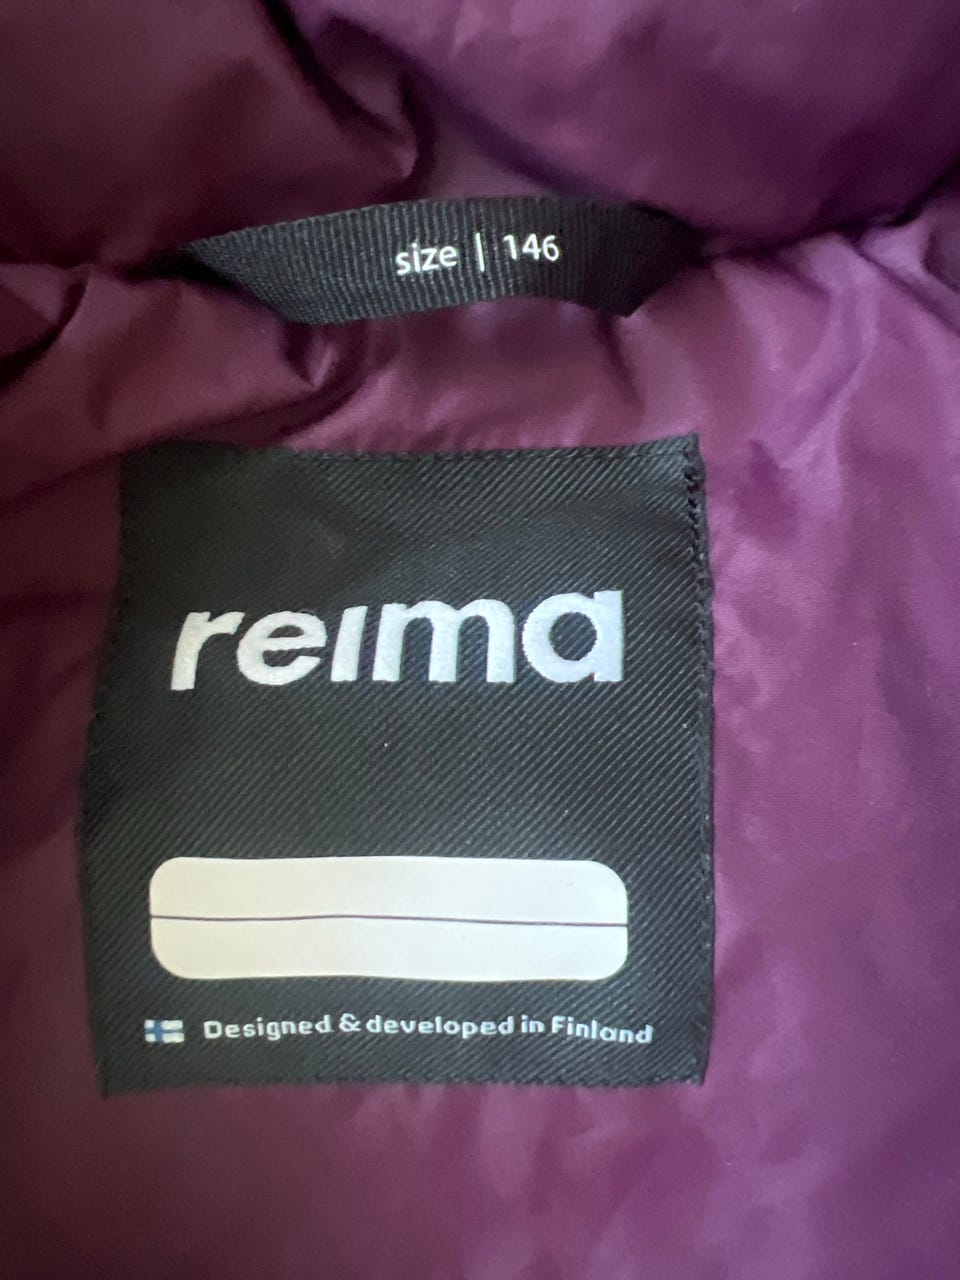 size | 146
reima
Designed & developed in Finland